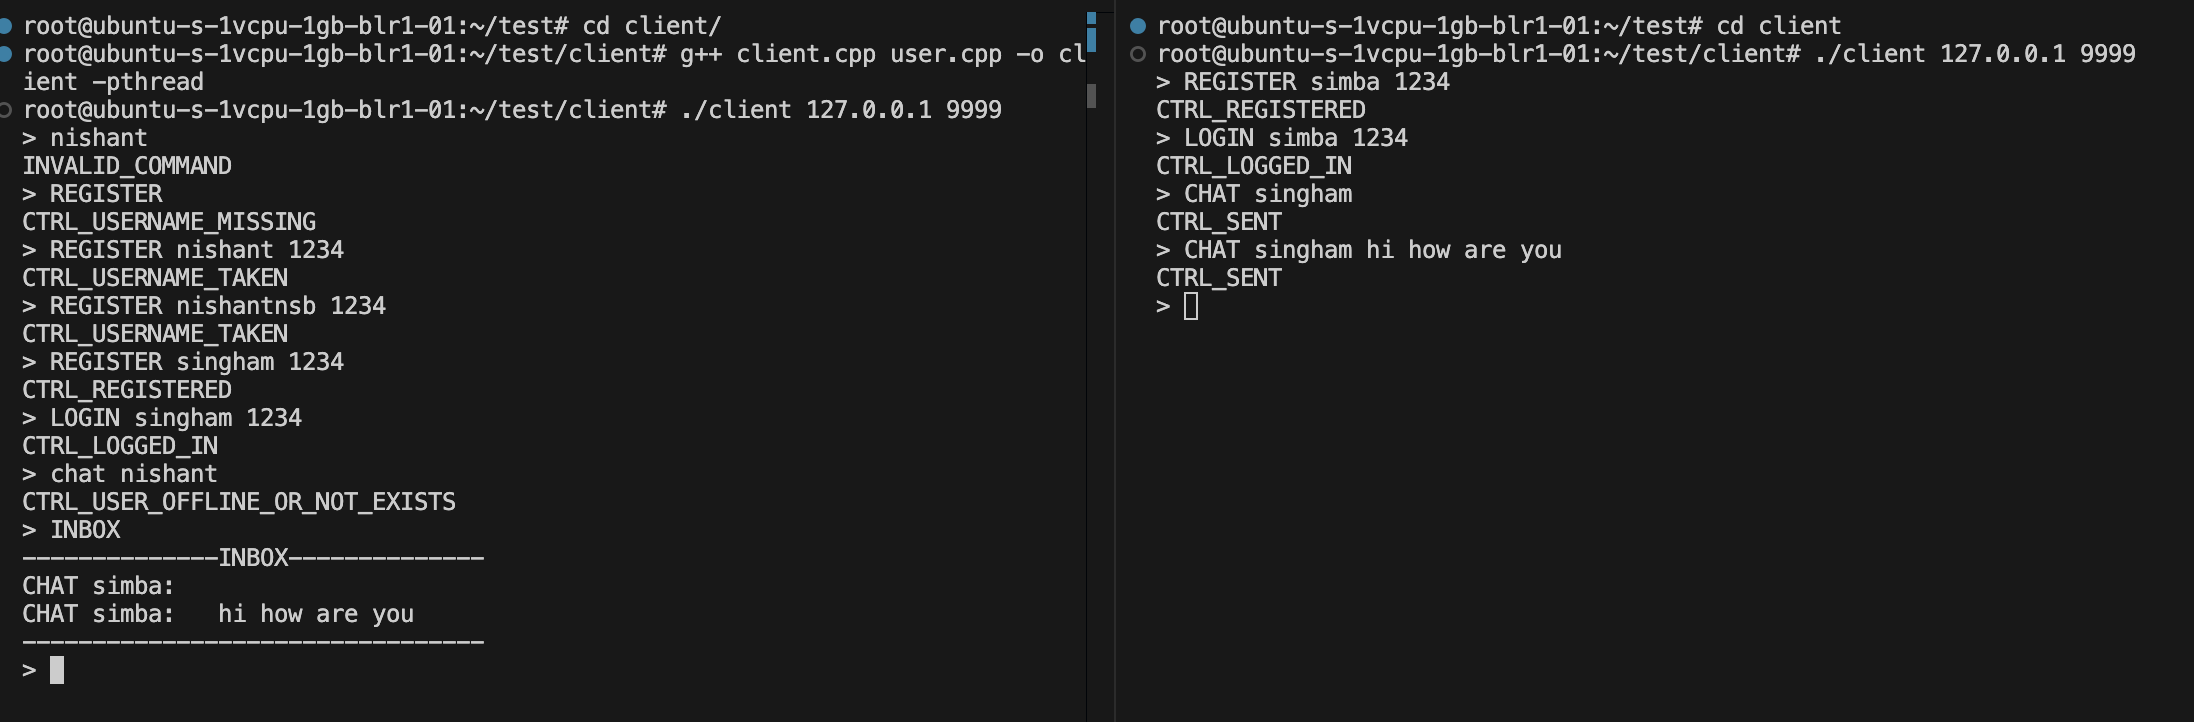 root@ubuntu-s-1vcpu-1gb-blr1-01:~/test# cd client/
root@ubuntu-s-1vcpu-1gb-blr1-01:~/test/client# g++ client.cpp user.cpp -o cl
ient -pthread
root@ubuntu-s-1vcpu-1gb-blr1-01:~/test/client# ./client 127.0.0.1 9999
> nishant
INVALID_COMMAND
> REGISTER
CTRL_USERNAME_MISSING
> REGISTER nishant 1234
CTRL_USERNAME_TAKEN
> REGISTER nishantnsb 1234
CTRL_USERNAME_TAKEN
> REGISTER singham 1234
CTRL_REGISTERED
> LOGIN singham 1234
CTRL_LOGGED_IN
> chat nishant
CTRL_USER_OFFLINE_OR_NOT_EXISTS
> INBOX
--------------INBOX--------------
CHAT simba:
CHAT simba:   hi how are you
---------------------------------
>
root@ubuntu-s-1vcpu-1gb-blr1-01:~/test# cd client
root@ubuntu-s-1vcpu-1gb-blr1-01:~/test/client# ./client 127.0.0.1 9999
> REGISTER simba 1234
CTRL_REGISTERED
> LOGIN simba 1234
CTRL_LOGGED_IN
> CHAT singham
CTRL_SENT
> CHAT singham hi how are you
CTRL_SENT
>